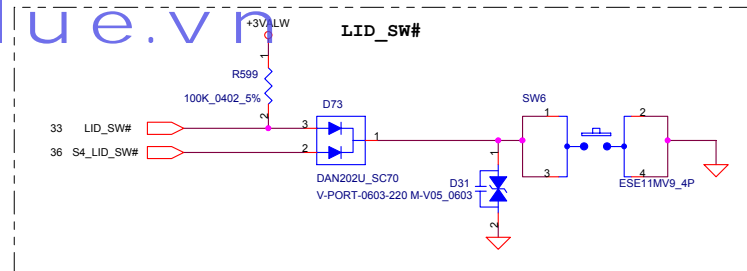 lue.vn
+3VALW
LID_SW#
1
R599
100K_0402_5%
2
D73
SW6
33 LID_SW#
3
1
1
2
36 S4_LID_SW#
2
1
DAN202U_SC70
D31
3
4
ESE11MV9_4P
V-PORT-0603-220 M-V05_0603
2